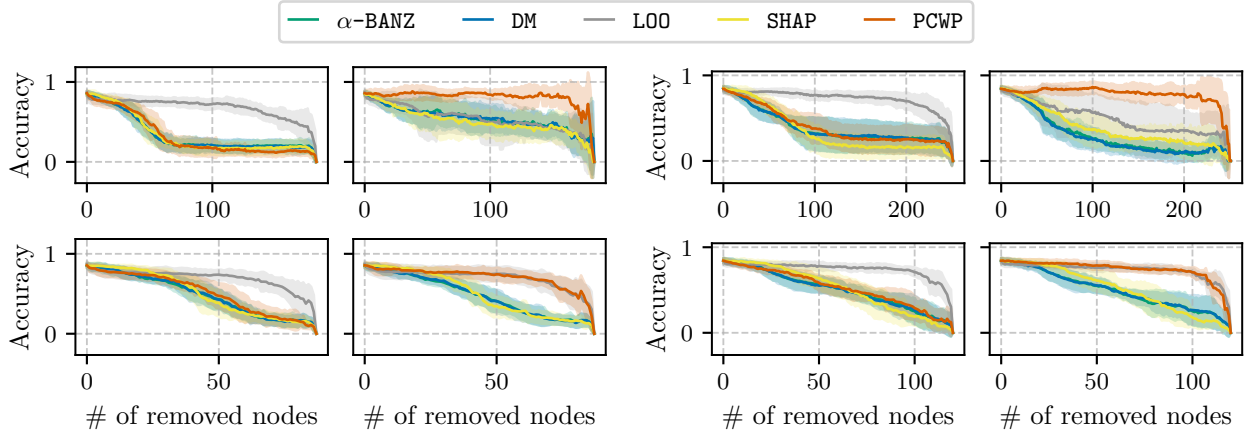 α-BANZ DM LOO SHAP PCWP
Accuracy
1
0
0 100
0 100
Accuracy
1
0
0 100 200
0 100 200
Accuracy
1
0
0 50
# of removed nodes
0 50
# of removed nodes
Accuracy
1
0
0 50 100
# of removed nodes
0 50 100
# of removed nodes